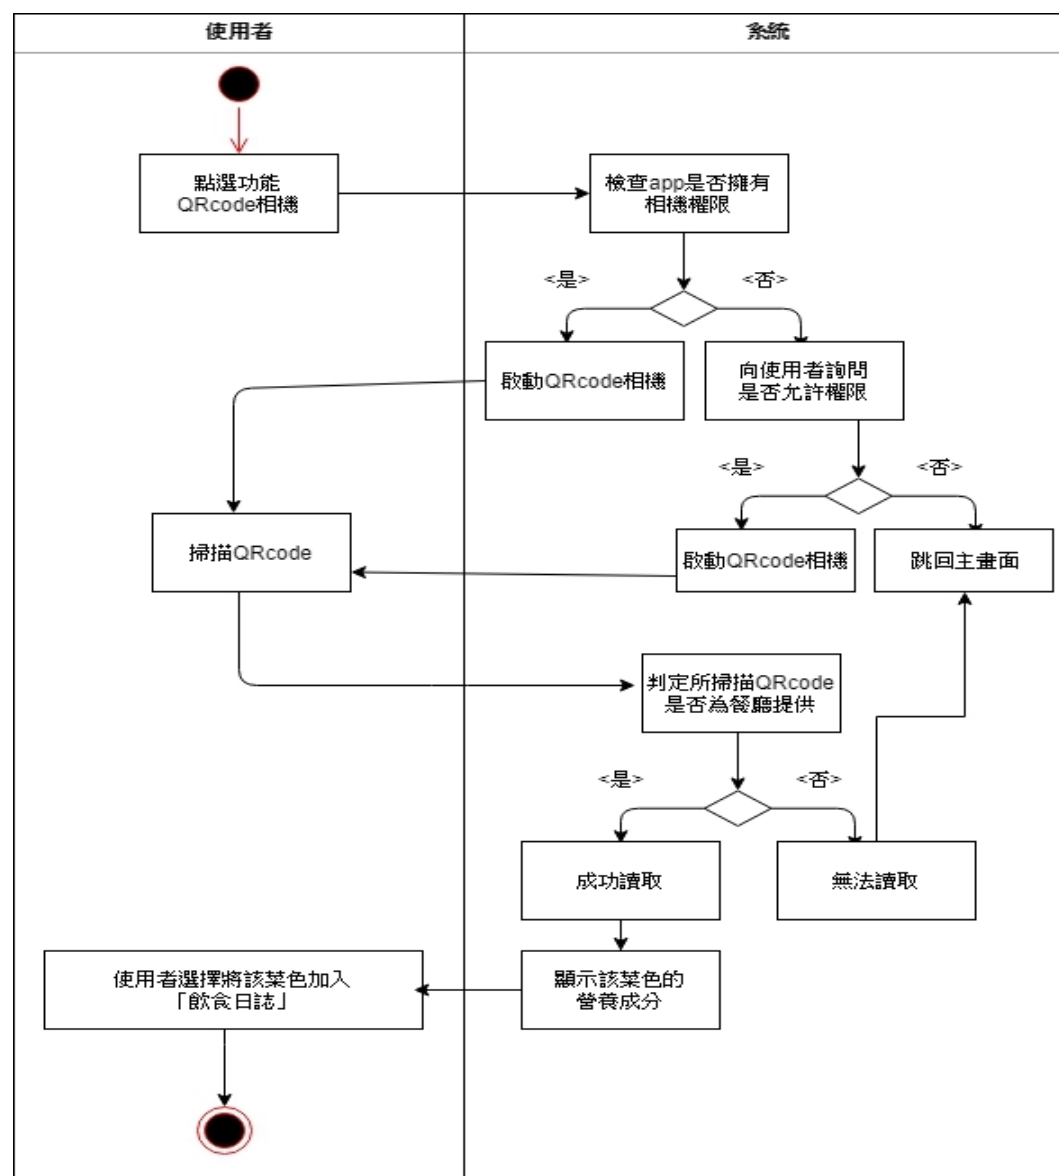 使用者
系統
點選功能
QRcode相機
檢查app是否擁有
相機權限
<是>
<否>
啟動QRcode相機
向使用者詢問
是否允許權限
<是>
<否>
掃描QRcode
啟動QRcode相機
跳回主畫面
判定所掃描QRcode
是否為餐廳提供
<是>
<否>
成功讀取
無法讀取
使用者選擇將該菜色加入
「飲食日誌」
顯示該菜色的
營養成分